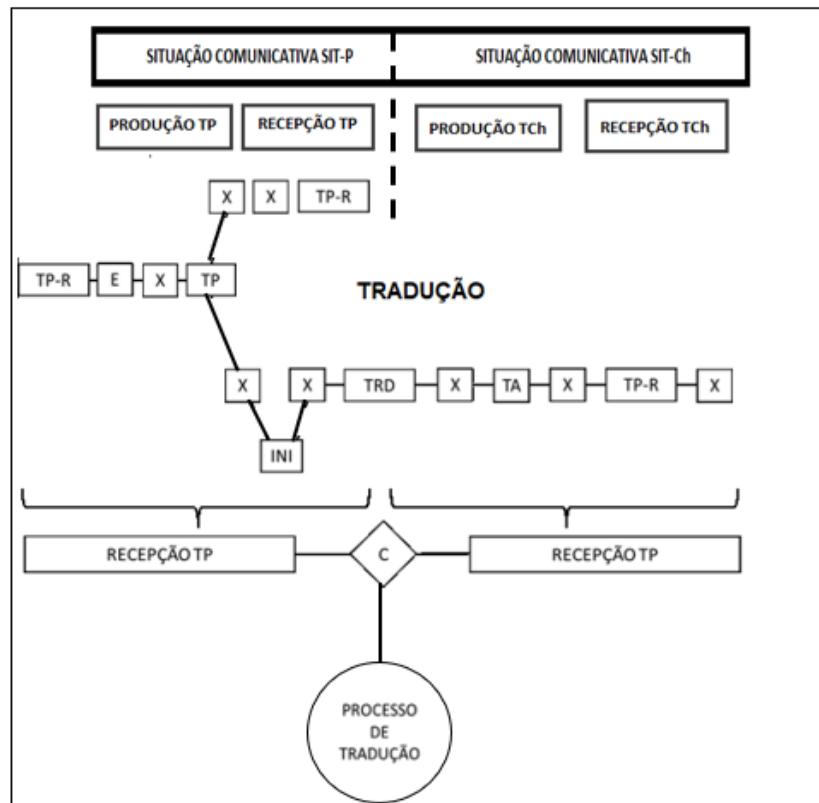 SITUAÇÃO COMUNICATIVA SIT-P SITUAÇÃO COMUNICATIVA SIT-Ch
PRODUÇÃO TP RECEPÇÃO TP PRODUÇÃO TCh RECEPÇÃO TCh
X X TP-R
TP-R E X TP
TRADUÇÃO
X X TRD X TA X TP-R X
INI
RECEPÇÃO TP C RECEPÇÃO TP
PROCESSO
DE
TRADUÇÃO